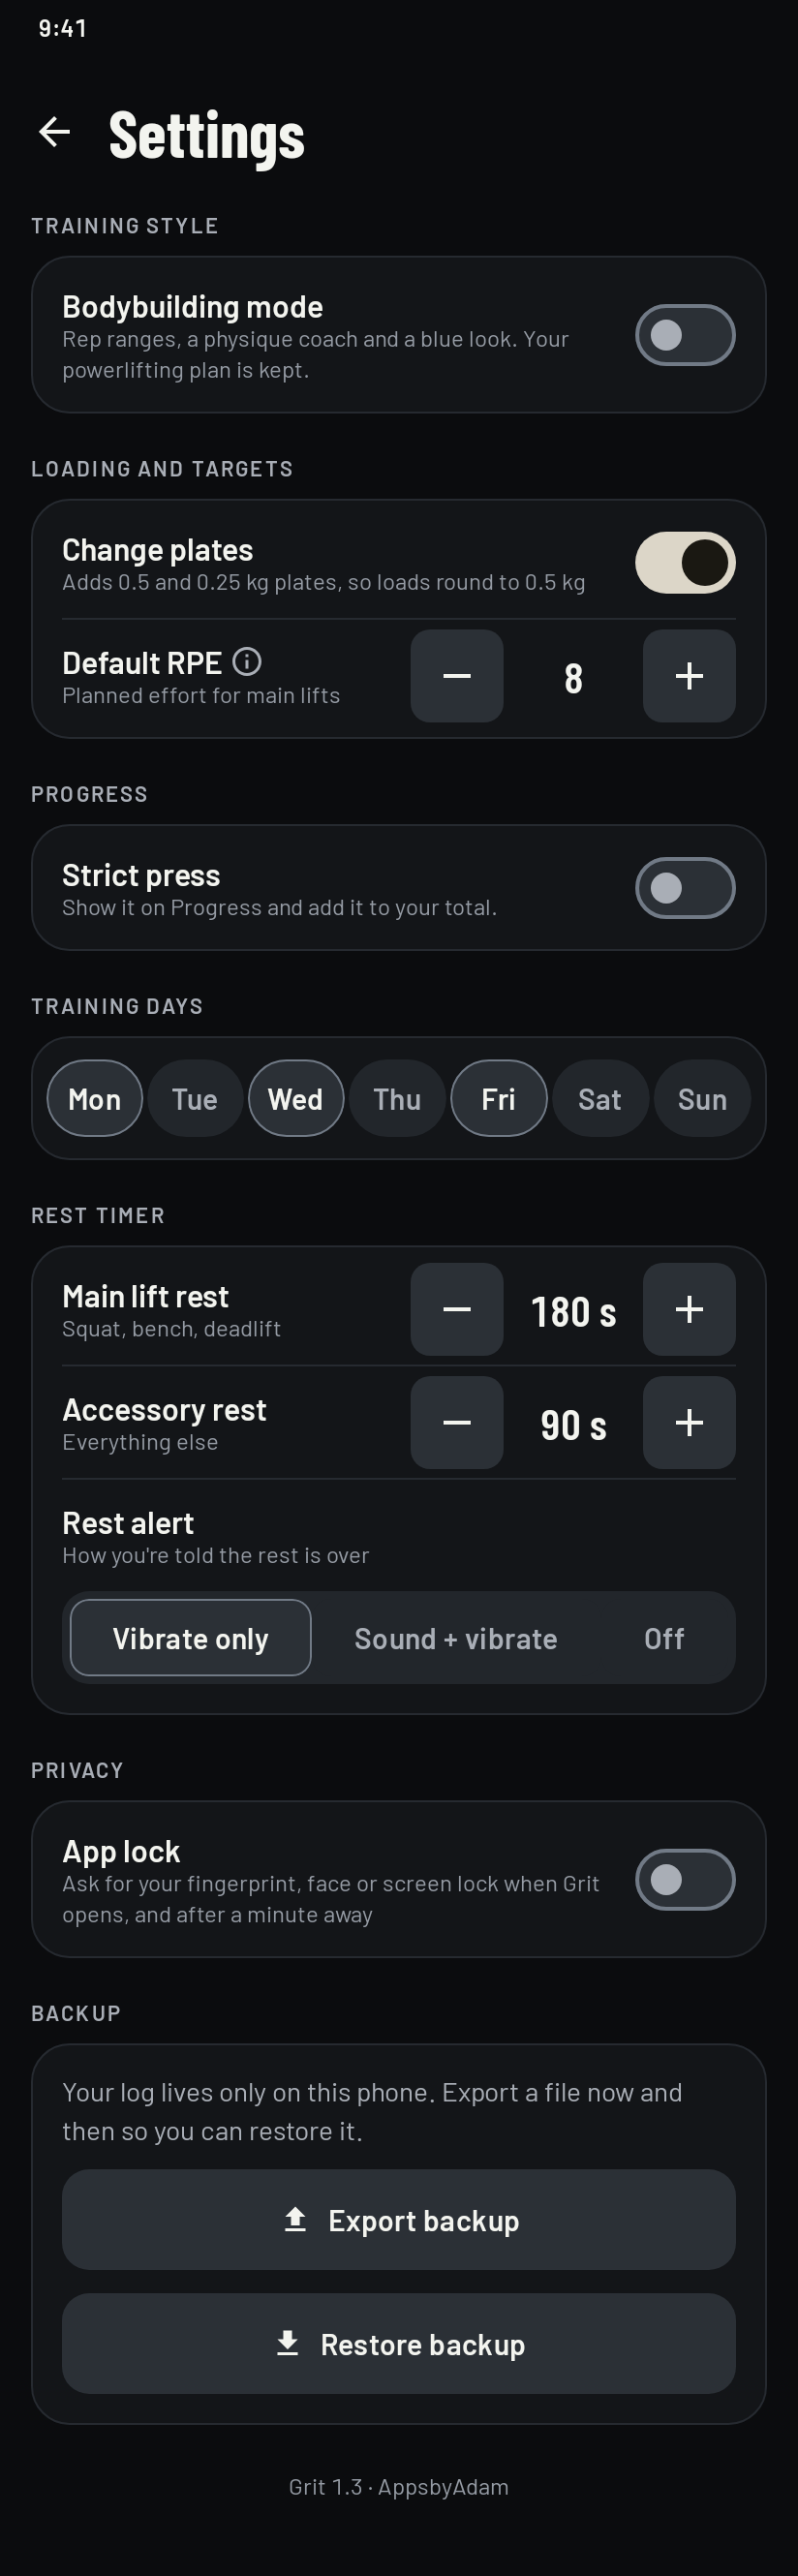 9:41
Settings
TRAINING STYLE
Bodybuilding mode
Rep ranges, a physique coach and a blue look. Your
powerlifting plan is kept.
LOADING AND TARGETS
Change plates
Adds 0.5 and 0.25 kg plates, so loads round to 0.5 kg
Default RPE
Planned effort for main lifts
8
PROGRESS
Strict press
Show it on Progress and add it to your total.
TRAINING DAYS
Mon Tue Wed Thu Fri Sat Sun
REST TIMER
Main lift rest
Squat, bench, deadlift
180 s
Accessory rest
Everything else
90 s
Rest alert
How you're told the rest is over
Vibrate only Sound + vibrate Off
PRIVACY
App lock
Ask for your fingerprint, face or screen lock when Grit
opens, and after a minute away
BACKUP
Your log lives only on this phone. Export a file now and
then so you can restore it.
Export backup
Restore backup
Grit 1.3 · AppsbyAdam